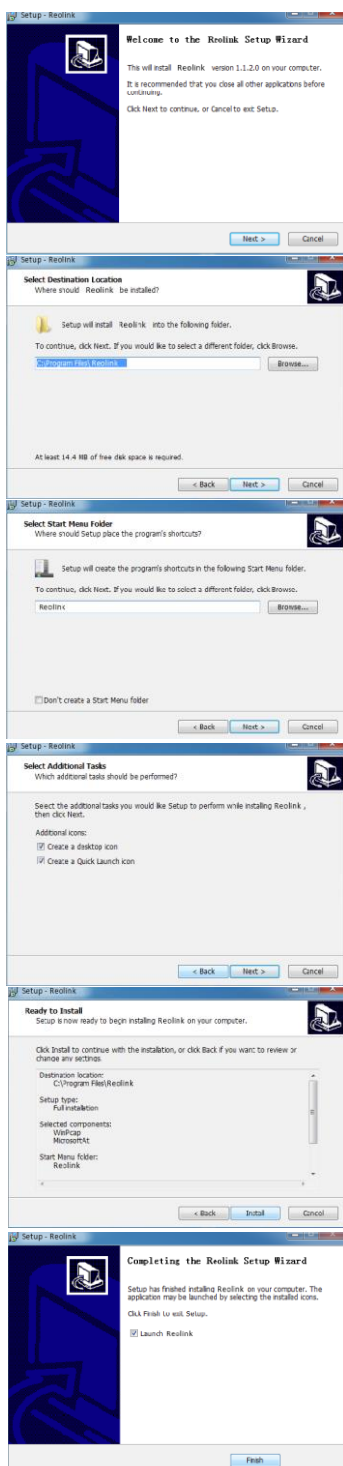 Setup - Reolink
Welcome to the Reolink Setup Wizard
This will install Reolink version 1.1.2.0 on your computer.
It is recommended that you close all other applications before
continuing.
Click Next to continue, or Cancel to exit Setup.
Next > Cancel
Setup - Reolink
Select Destination Location
Where should Reolink be installed?
Setup will install Reolink into the following folder.
To continue, click Next. If you would like to select a different folder, click Browse.
C:\Program Files\Reolink Browse...
At least 14.4 MB of free disk space is required.
< Back Next > Cancel
Setup - Reolink
Select Start Menu Folder
Where should Setup place the program's shortcuts?
Setup will create the program's shortcuts in the following Start Menu folder.
To continue, click Next. If you would like to select a different folder, click Browse.
Reolink Browse...
Don't create a Start Menu folder
< Back Next > Cancel
Setup - Reolink
Select Additional Tasks
Which additional tasks should be performed?
Select the additional tasks you would like Setup to perform while installing Reolink ,
then click Next.
Additional icons:
Create a desktop icon
Create a Quick Launch icon
< Back Next > Cancel
Setup - Reolink
Ready to Install
Setup is now ready to begin installing Reolink on your computer.
Click Install to continue with the installation, or click Back if you want to review or
change any settings.
Destination location:
C:\Program Files\Reolink
Setup type:
Full installation
Selected components:
WinPcap
MicrosoftAt
Start Menu folder:
Reolink
< Back Install Cancel
Setup - Reolink
Completing the Reolink Setup Wizard
Setup has finished installing Reolink on your computer. The
application may be launched by selecting the installed icons.
Click Finish to exit Setup.
Launch Reolink
Finish